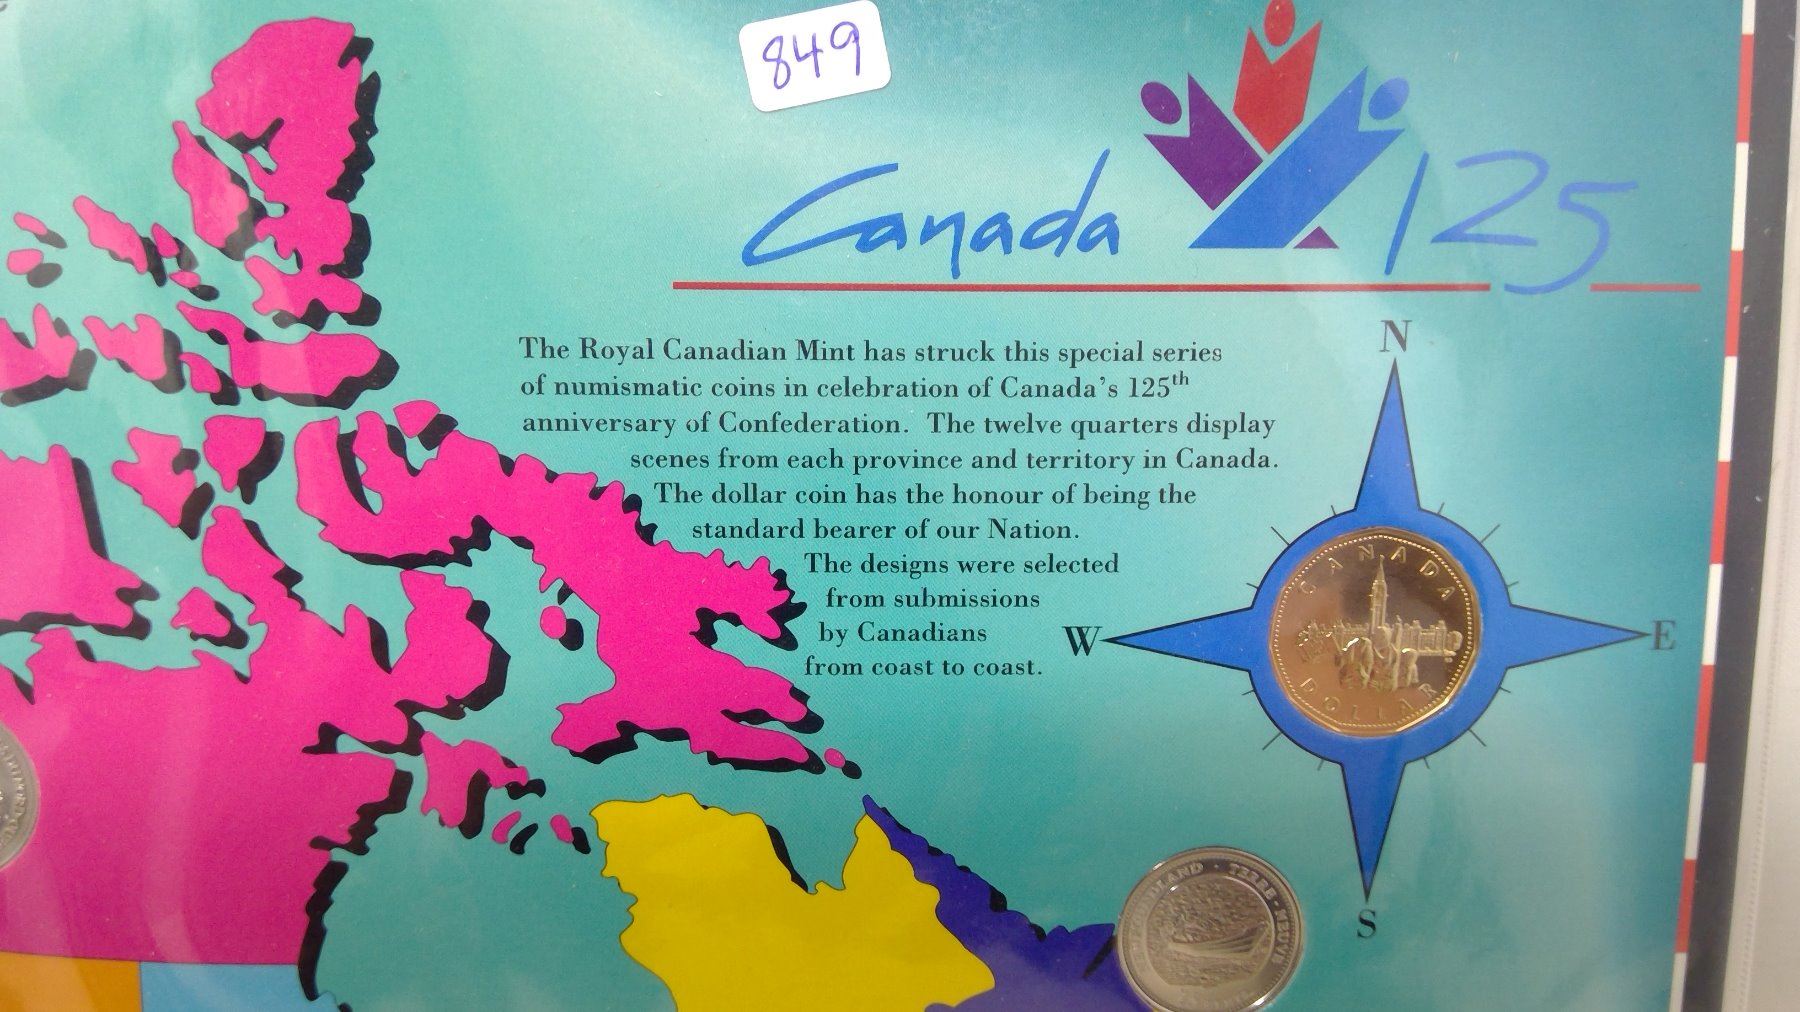 849
Canada 125
The Royal Canadian Mint has struck this special series
of numismatic coins in celebration of Canada's 125th
anniversary of Confederation. The twelve quarters display
scenes from each province and territory in Canada.
The dollar coin has the honour of being the
standard bearer of our Nation.
The designs were selected
from submissions
by Canadians
from coast to coast.
N
W
E
S
CANADA
DOLLAR
NEWFOUNDLAND · TERRE-NEUVE